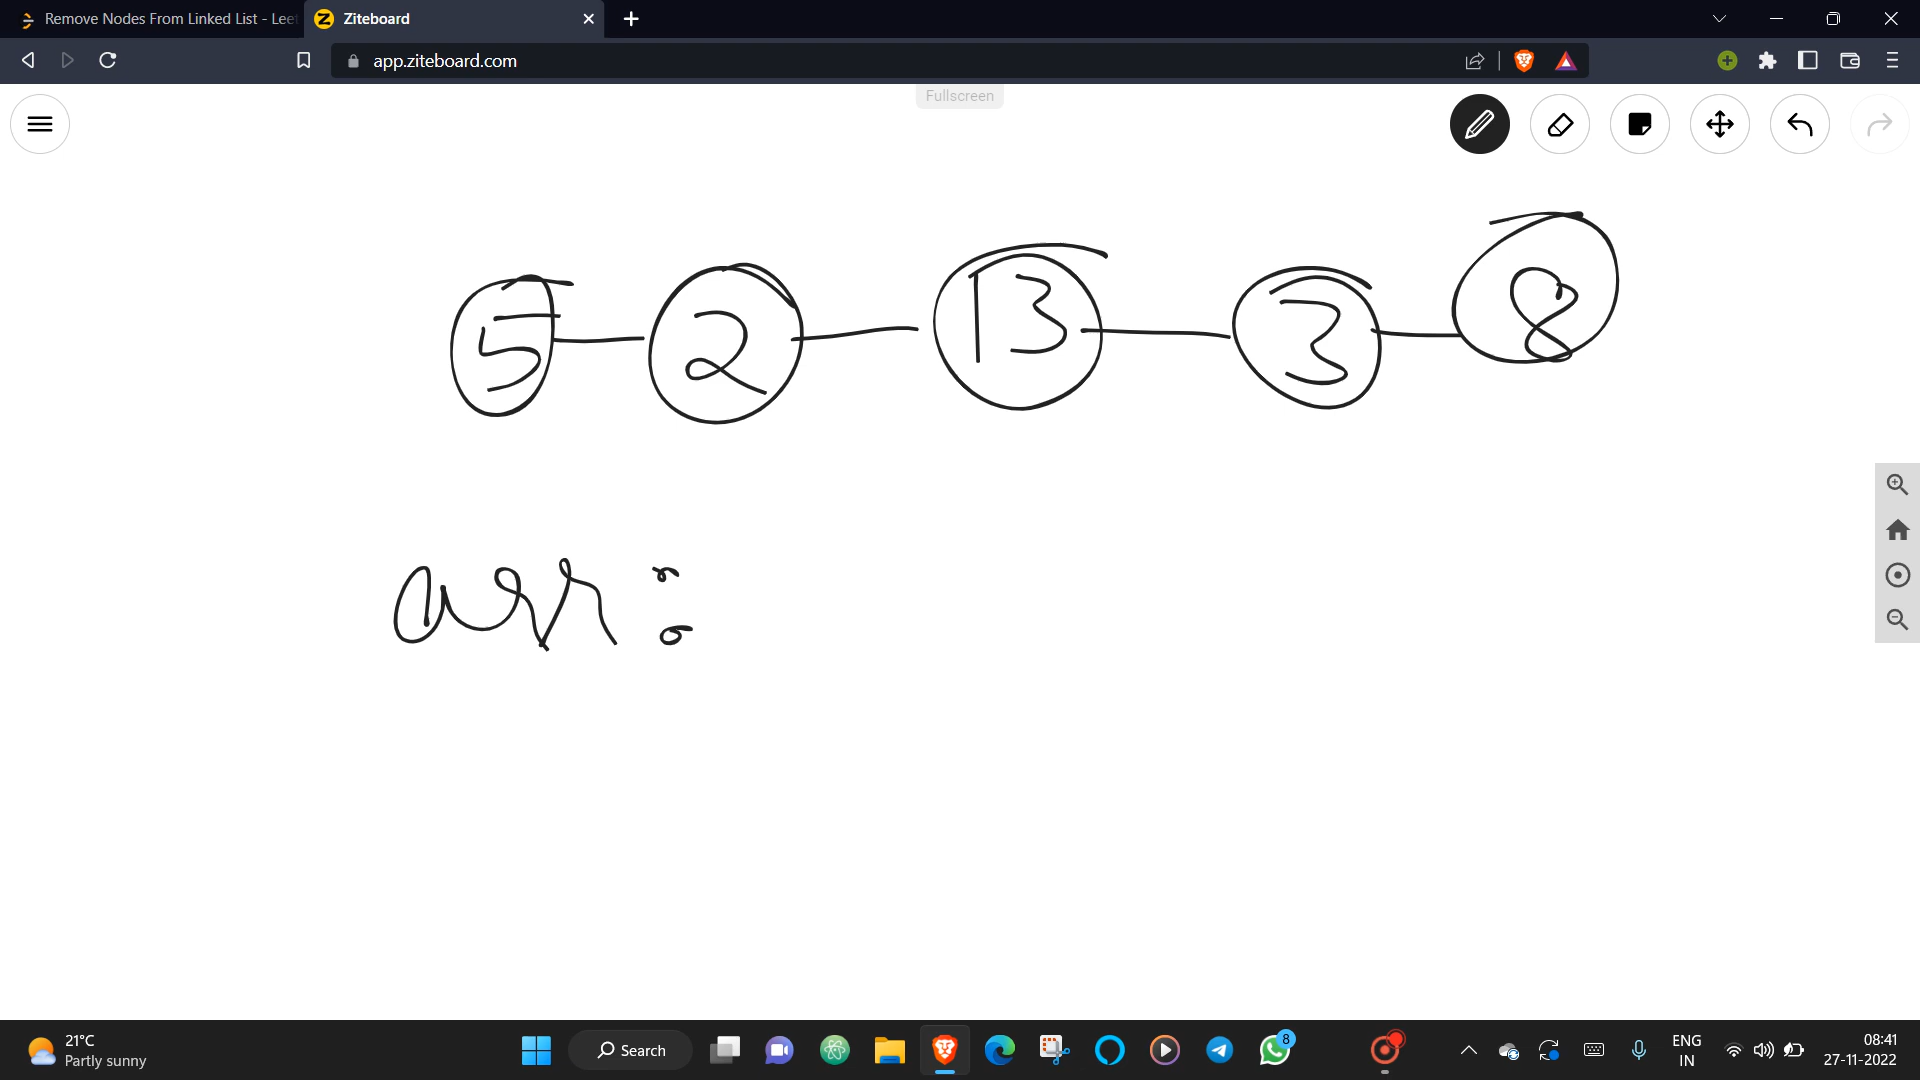 Remove Nodes From Linked List - Leet
Ziteboard
app.ziteboard.com
Fullscreen
5 2 13 3 8
arr :
21°C
Partly sunny
Search
8
ENG
IN
08:41
27-11-2022